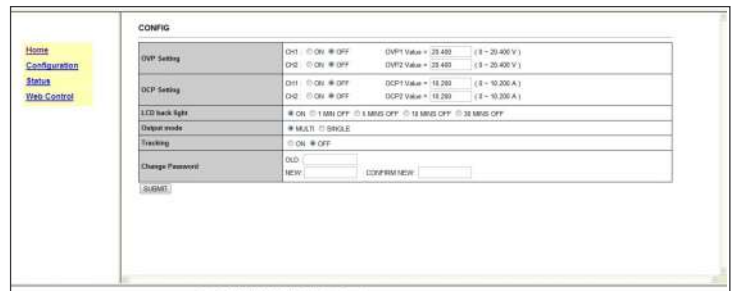 CONFIG
Home
Configuration
Status
Web Control
OVP Setting
CH1 : ON OFF OVP1 Value = 20.400 ( 0 ~ 20.400 V )
CH2 : ON OFF OVP2 Value = 20.400 ( 0 ~ 20.400 V )
OCP Setting
CH1 : ON OFF OCP1 Value = 10.200 ( 0 ~ 10.200 A )
CH2 : ON OFF OCP2 Value = 10.200 ( 0 ~ 10.200 A )
LCD back light
ON 1 MIN OFF MINS OFF 10 MINS OFF 30 MINS OFF
Output mode
MULTI SINGLE
Tracking
ON OFF
Change Password
OLD
NEW CONFIRM NEW
SUBMIT